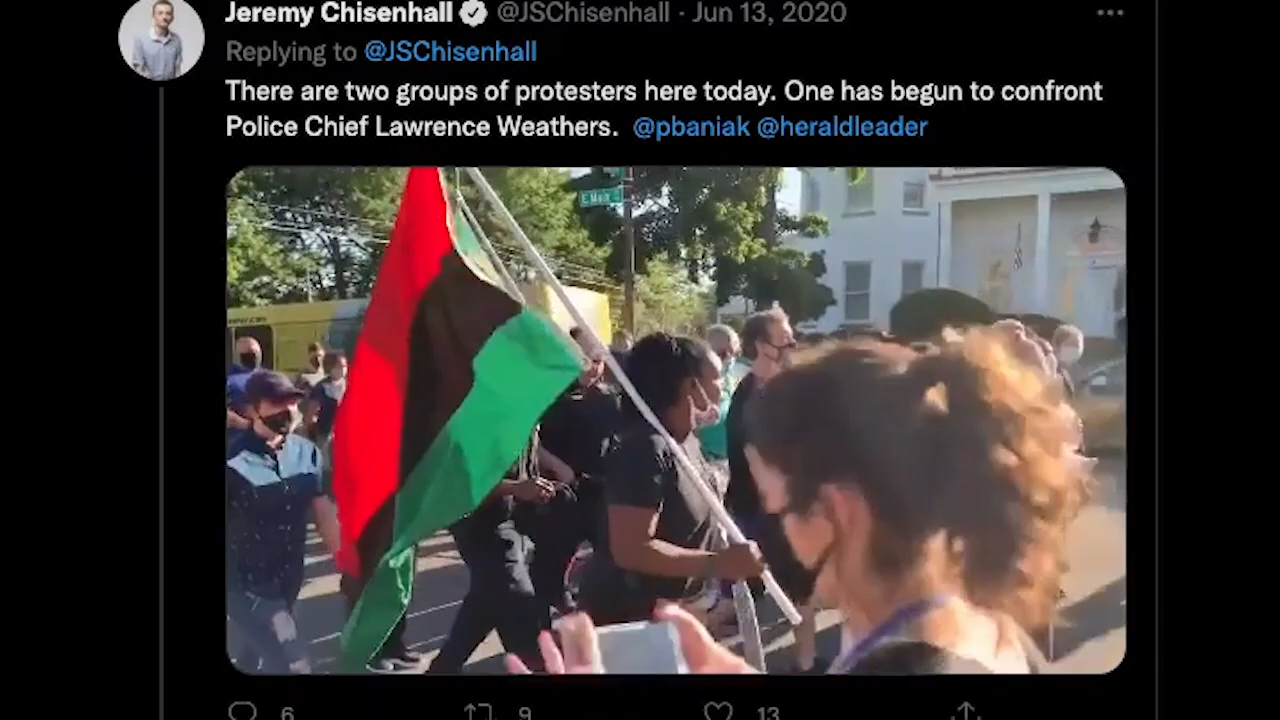 Jeremy Chisenhall @JSChisenhall · Jun 13, 2020
Replying to @JSChisenhall
There are two groups of protesters here today. One has begun to confront
Police Chief Lawrence Weathers. @pbaniak @heraldleader
E. Main
6 9 13